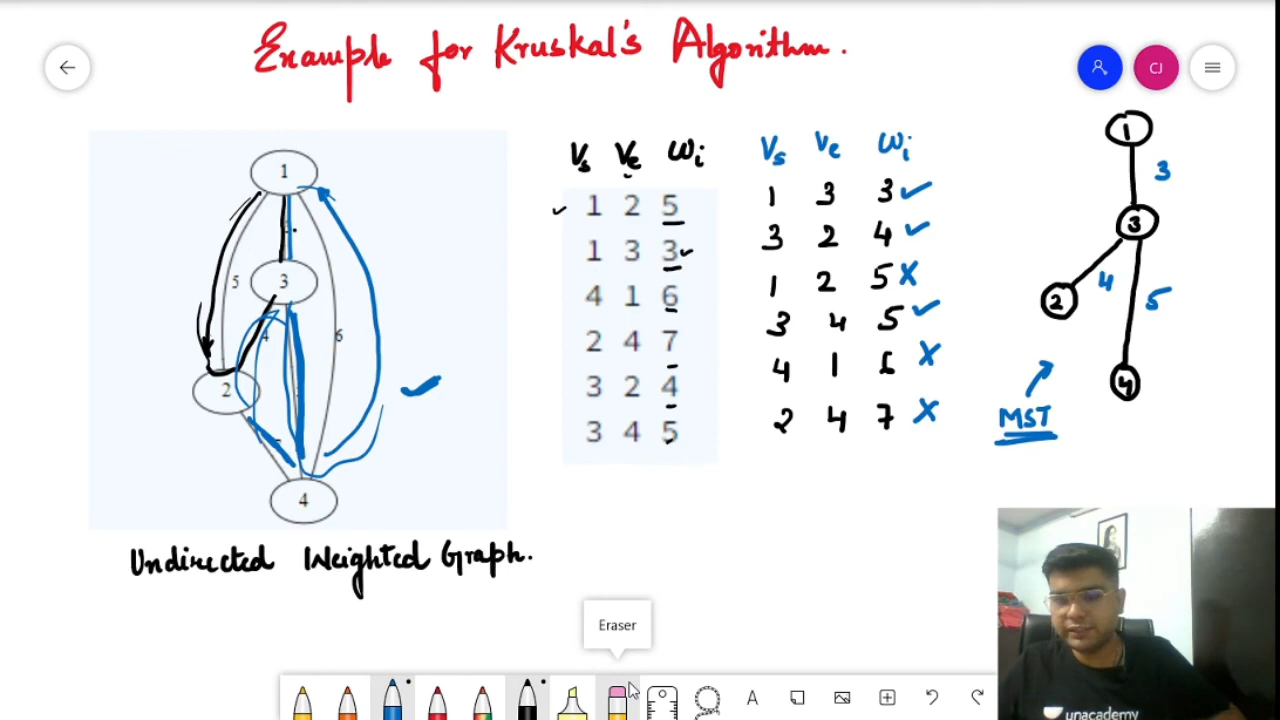 Example for Kruskal's Algorithm.
CJ
1
3
5
4
6
2
4
Undirected Weighted Graph.
Vs Ve wi
1 2 5
1 3 3
4 1 6
2 4 7
3 2 4
3 4 5
Vs Ve wi
1 3 3 ✓
3 2 4 ✓
1 2 5 x
3 4 5 ✓
4 1 6 x
2 4 7 x
1
3
3
4
2
5
4
MST
Eraser
A
unacademy